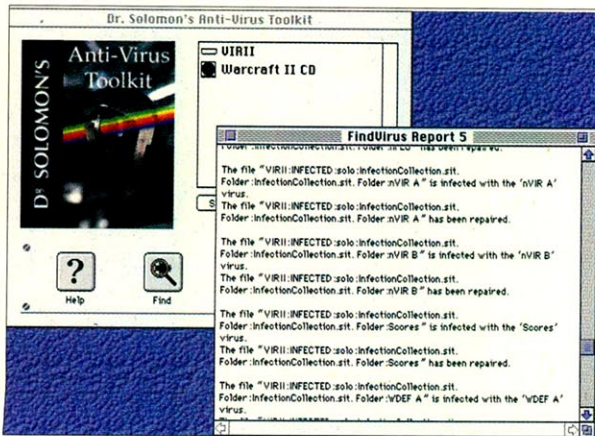 Dr. Solomon's Anti-Virus Toolkit
DR SOLOMON'S
Anti-Virus
Toolkit
VIRII
Warcraft II CD
Help
Find
S
FindVirus Report 5
has been repaired.
The file "VIRII:INFECTED:solo:InfectionCollection.sit.
Folder:InfectionCollection.sit. Folder:nVIR A" is infected with the 'nVIR A'
virus.
The file "VIRII:INFECTED:solo:InfectionCollection.sit.
Folder:InfectionCollection.sit. Folder:nVIR A" has been repaired.
The file "VIRII:INFECTED:solo:InfectionCollection.sit.
Folder:InfectionCollection.sit. Folder:nVIR B" is infected with the 'nVIR B'
virus.
The file "VIRII:INFECTED:solo:InfectionCollection.sit.
Folder:InfectionCollection.sit. Folder:nVIR B" has been repaired.
The file "VIRII:INFECTED:solo:InfectionCollection.sit.
Folder:InfectionCollection.sit. Folder:Scores" is infected with the 'Scores'
virus.
The file "VIRII:INFECTED:solo:InfectionCollection.sit.
Folder:InfectionCollection.sit. Folder:Scores" has been repaired.
The file "VIRII:INFECTED:solo:InfectionCollection.sit.
Folder:InfectionCollection.sit. Folder:WDEF A" is infected with the 'WDEF A'
virus.